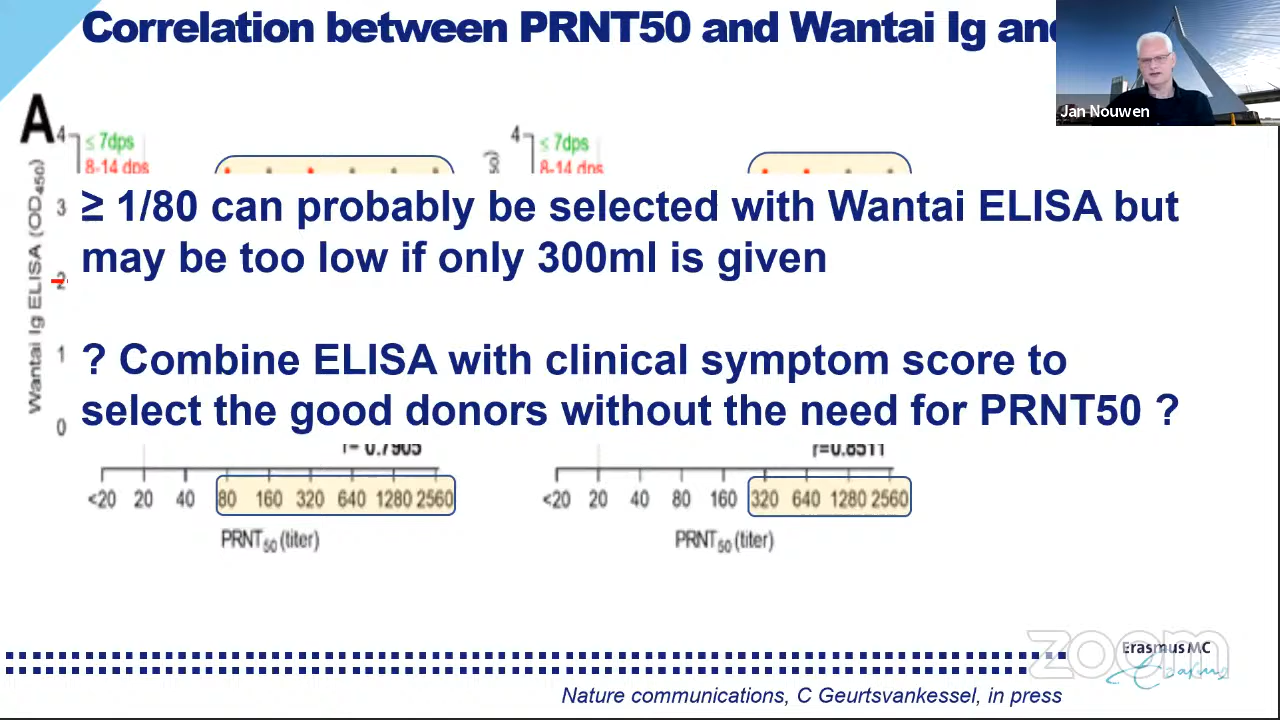 Correlation between PRNT50 and Wantai Ig and
Jan Nouwen
A
4
≤ 7dps
8-14 dps
4
≤ 7dps
8-14 dps
Wantai Ig ELISA (OD450)
3
2
1
0
≥ 1/80 can probably be selected with Wantai ELISA but
may be too low if only 300ml is given
? Combine ELISA with clinical symptom score to
select the good donors without the need for PRNT50 ?
r= 0.7905
r=0.8511
<20 20 40 80 160 320 640 1280 2560
<20 20 40 80 160 320 640 1280 2560
PRNT50 (titer)
PRNT50 (titer)
zoom
Erasmus MC
Erasmus
Nature communications, C Geurtsvankessel, in press